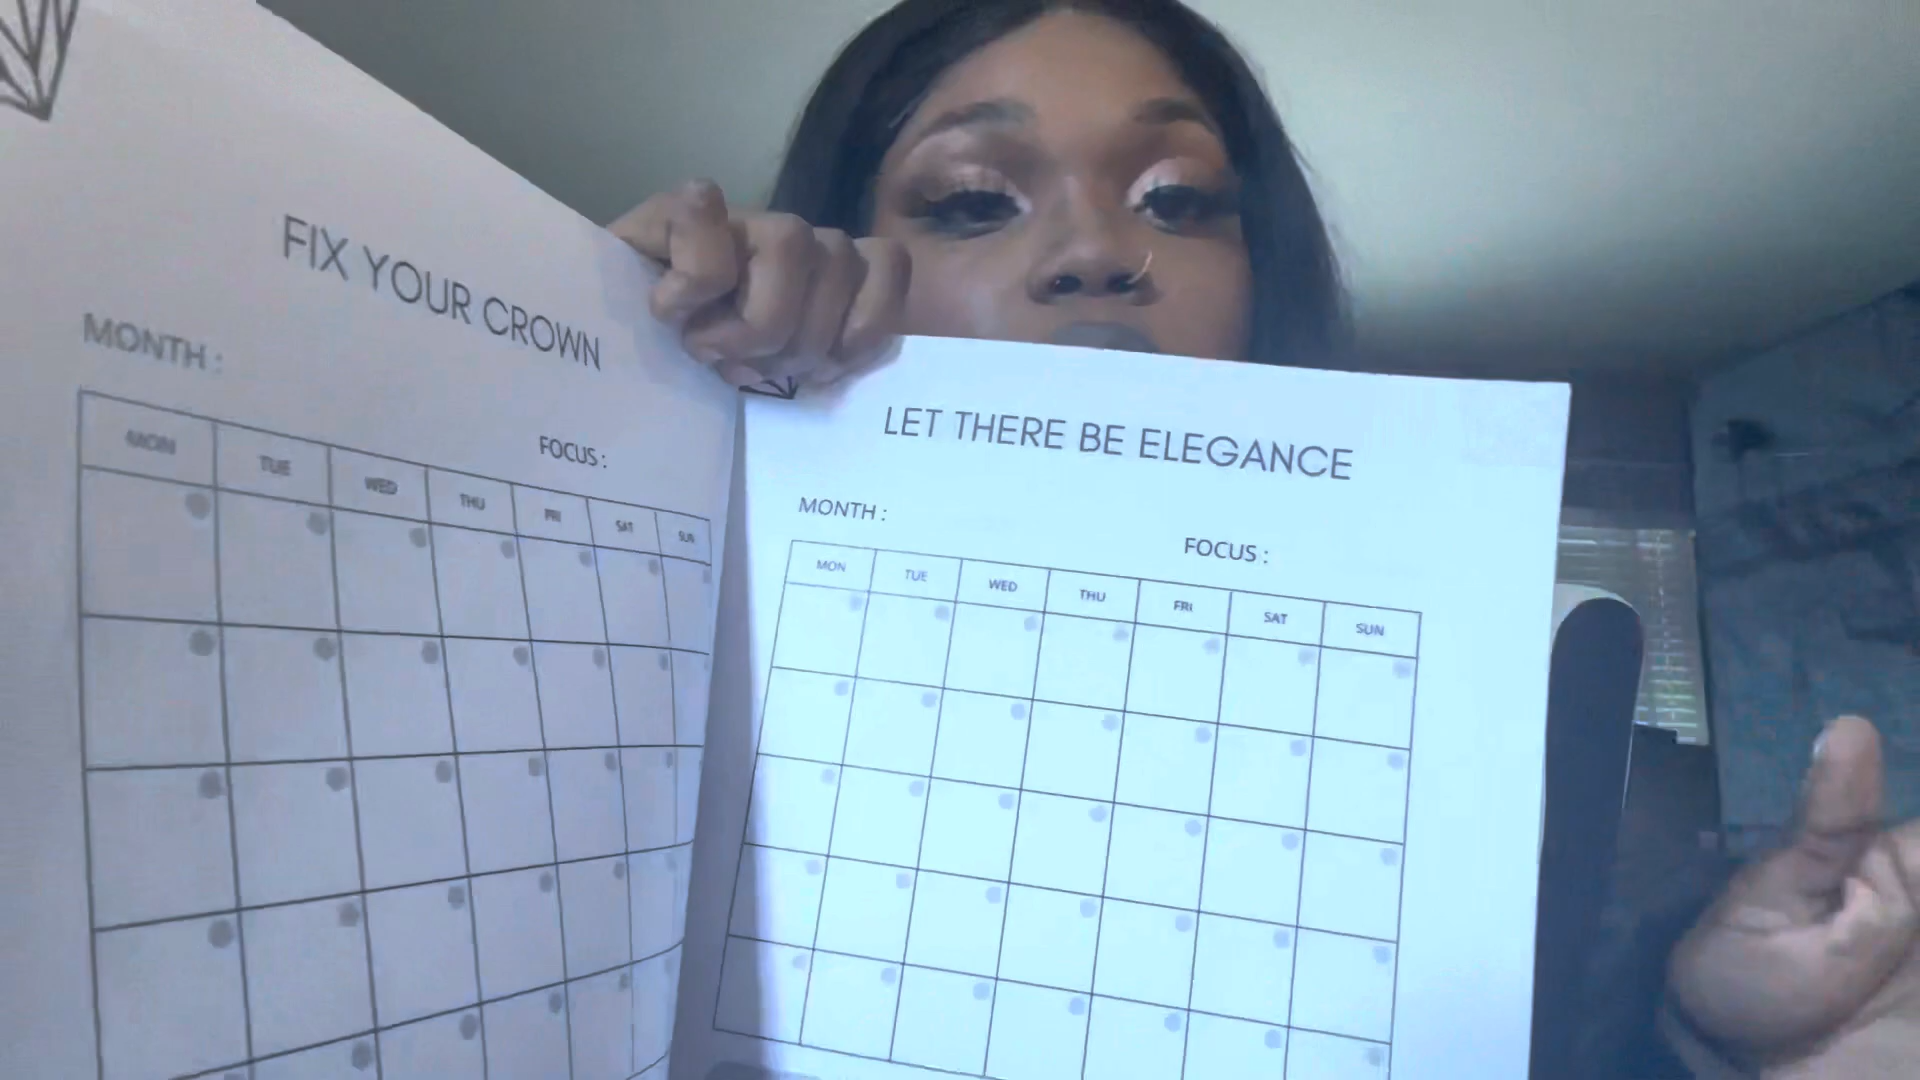 FIX YOUR CROWN
MONTH :
FOCUS :
MON TUE WED THU FRI SAT SUN
LET THERE BE ELEGANCE
MONTH :
FOCUS :
MON TUE WED THU FRI SAT SUN